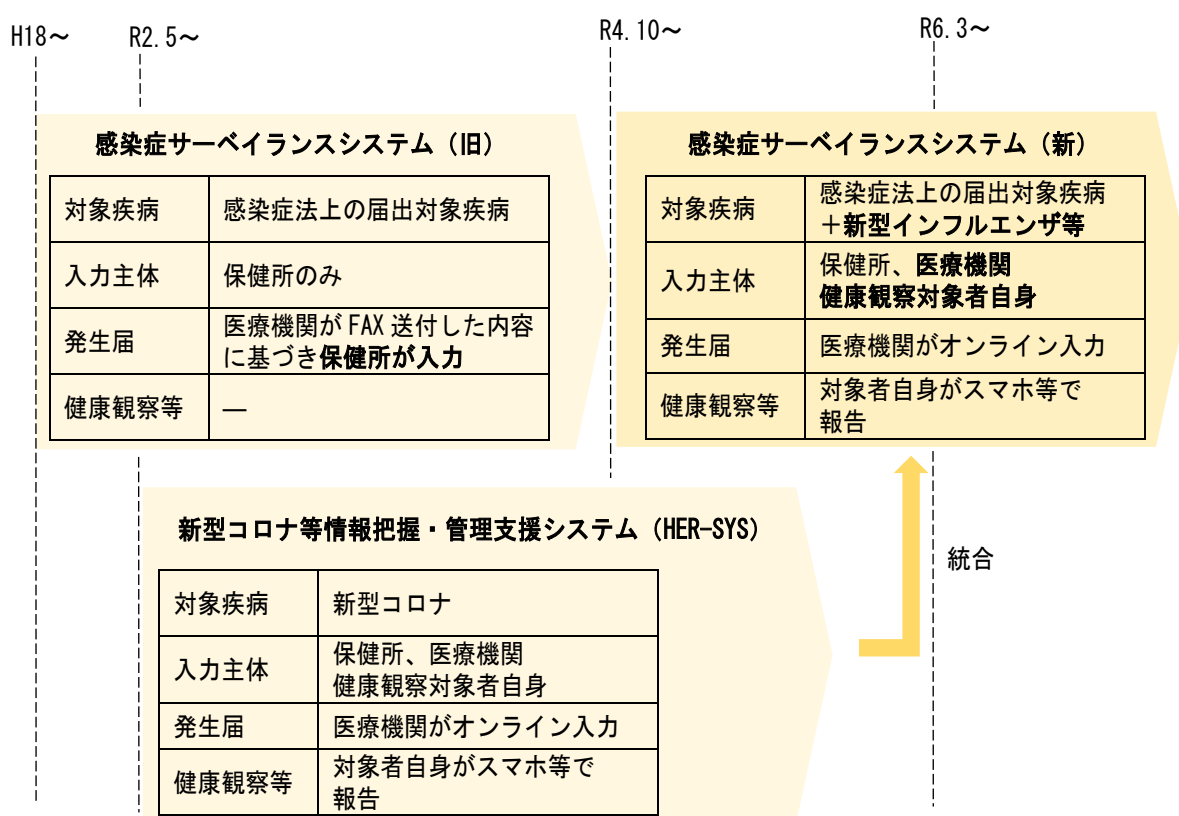 H18～
R2.5～
R4.10～
R6.3～
感染症サーベイランスシステム（旧）
対象疾病
感染症法上の届出対象疾病
入力主体
保健所のみ
発生届
医療機関が FAX 送付した内容
に基づき保健所が入力
健康観察等
―
感染症サーベイランスシステム（新）
対象疾病
感染症法上の届出対象疾病
＋新型インフルエンザ等
入力主体
保健所、医療機関
健康観察対象者自身
発生届
医療機関がオンライン入力
健康観察等
対象者自身がスマホ等で
報告
新型コロナ等情報把握・管理支援システム（HER-SYS）
対象疾病
新型コロナ
入力主体
保健所、医療機関
健康観察対象者自身
発生届
医療機関がオンライン入力
健康観察等
対象者自身がスマホ等で
報告
統合